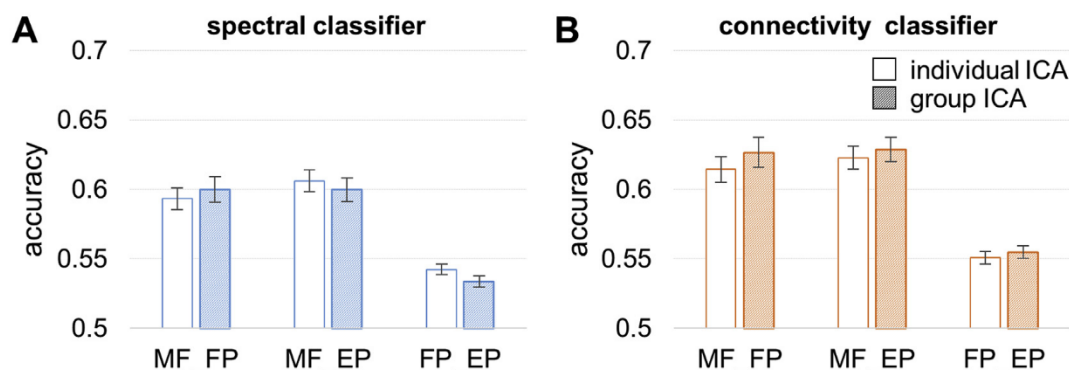 A
spectral classifier
0.7
0.65
0.6
0.55
0.5
accuracy
MF FP
MF EP
FP EP
B
connectivity classifier
individual ICA
group ICA
0.7
0.65
0.6
0.55
0.5
accuracy
MF FP
MF EP
FP EP